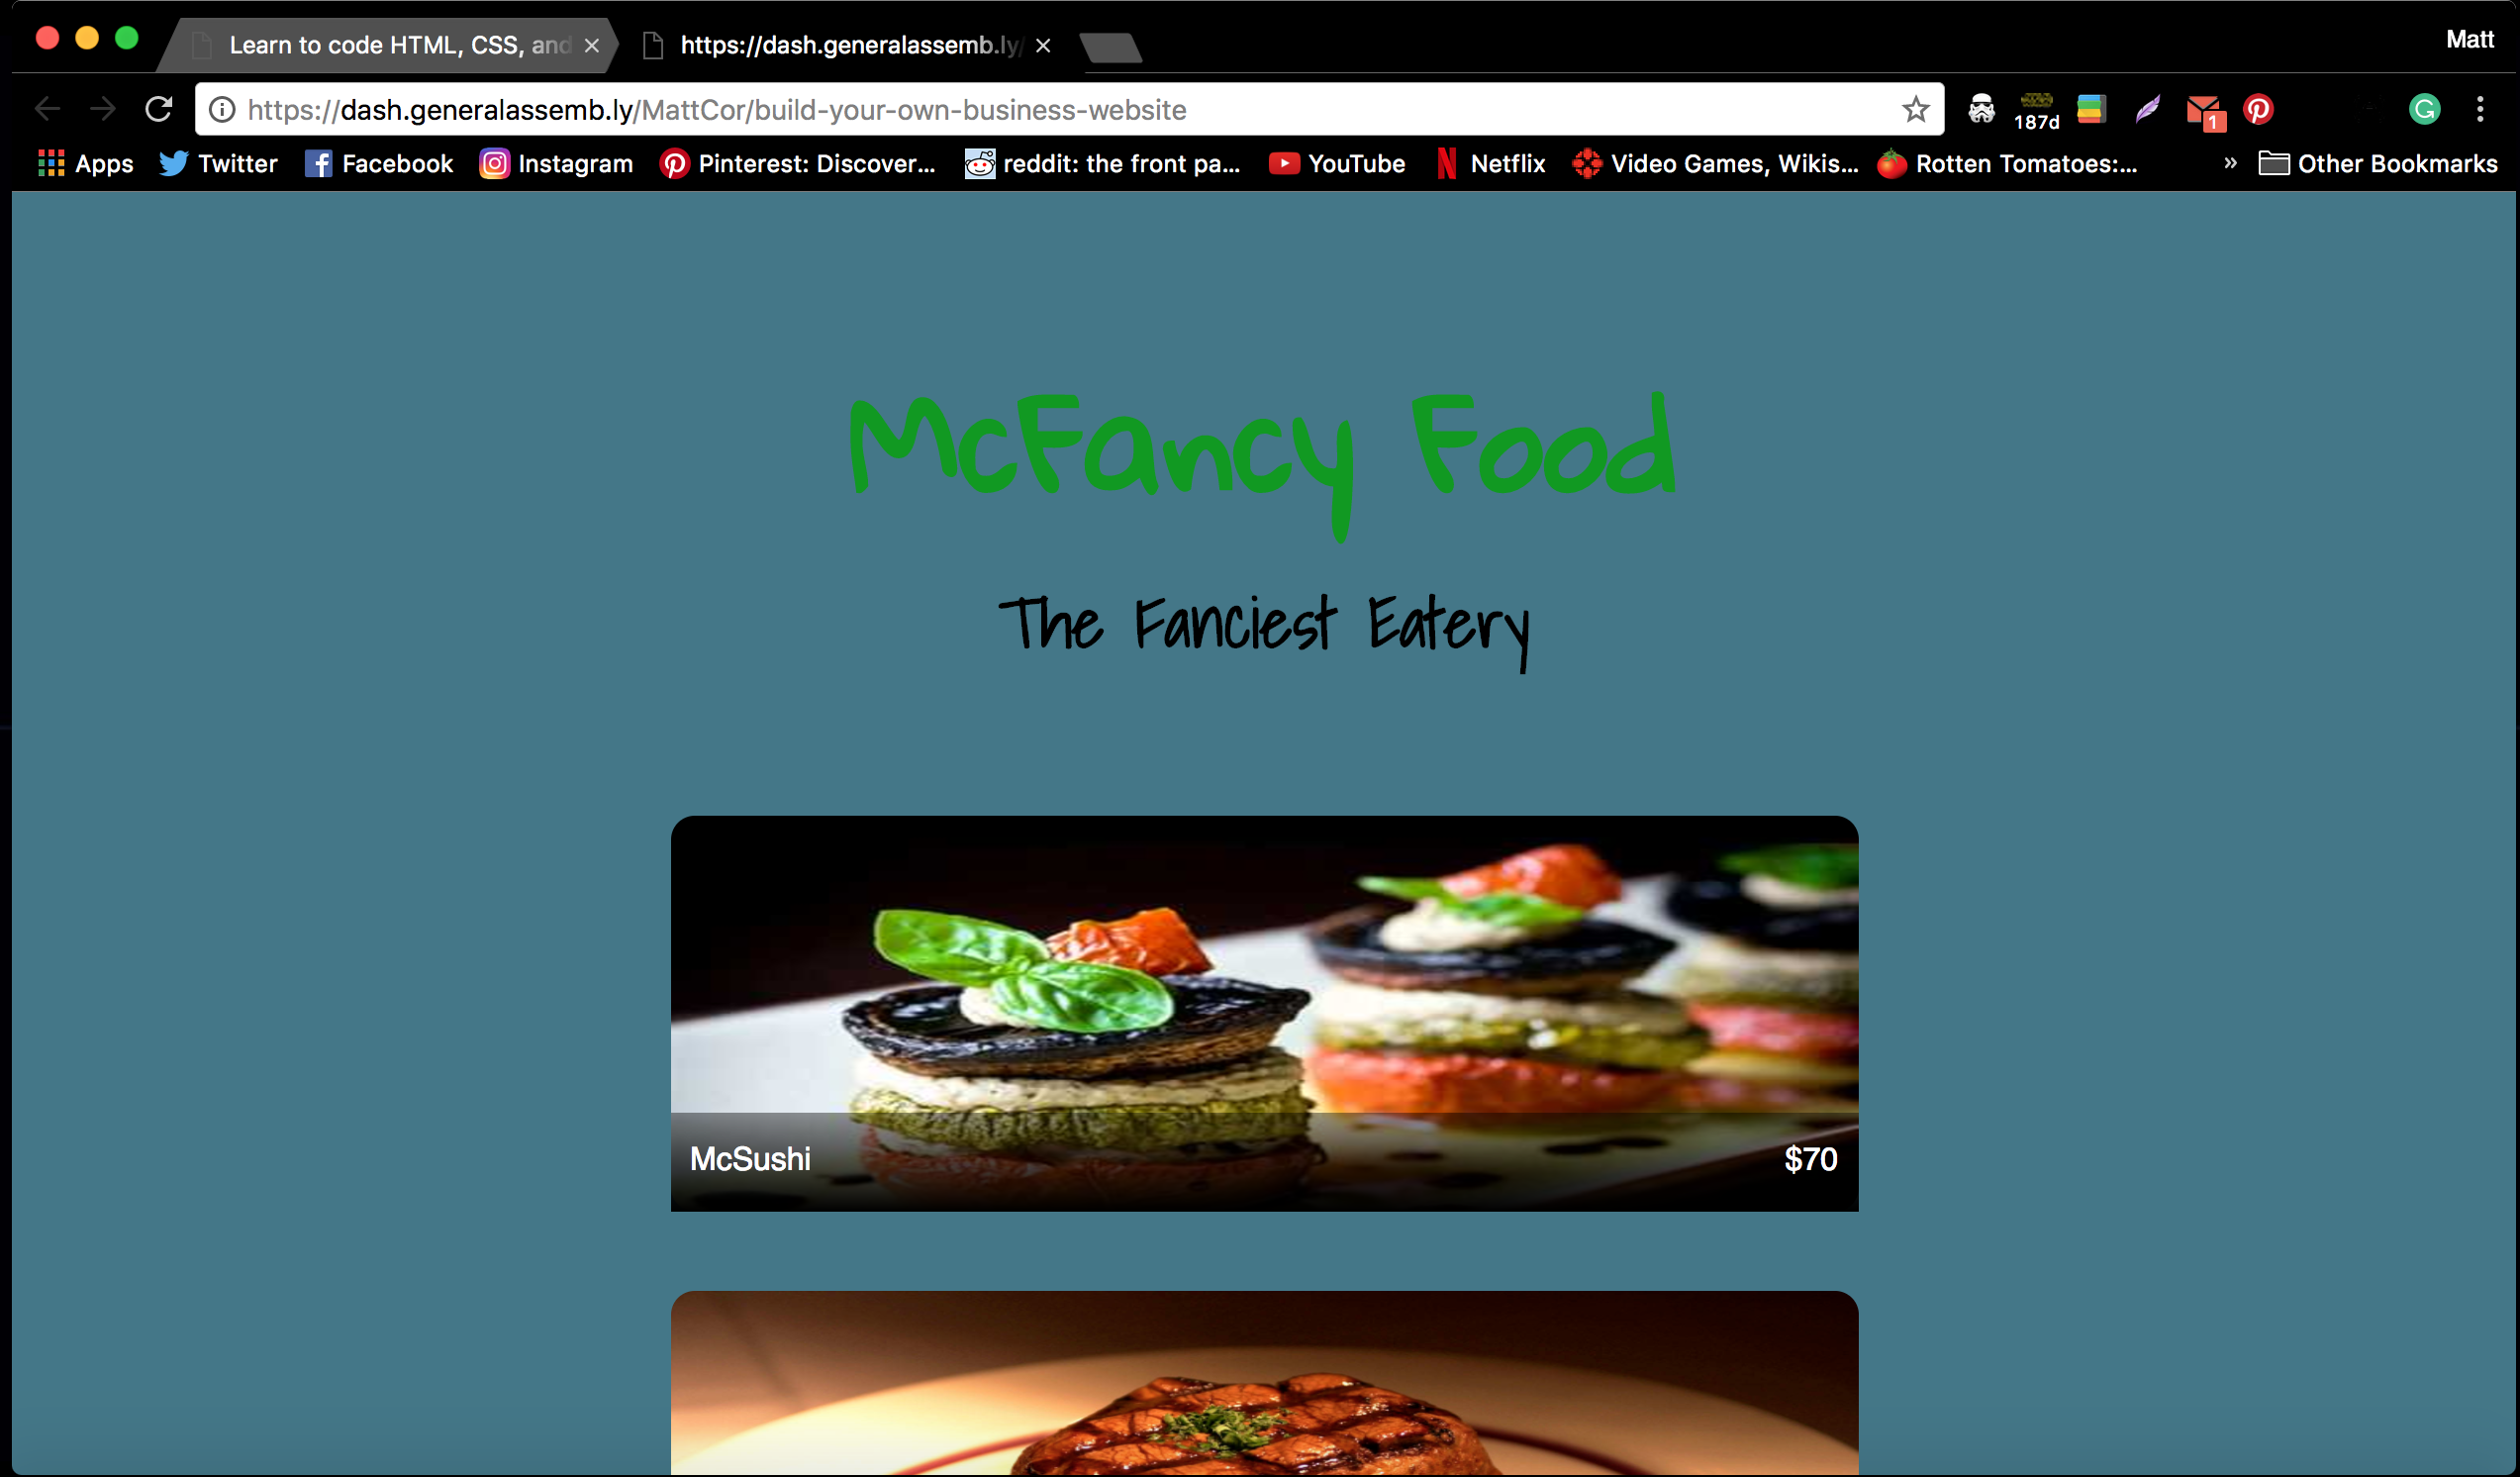 Learn to code HTML, CSS, and
https://dash.generalassemb.ly/
Matt
https://dash.generalassemb.ly/MattCor/build-your-own-business-website
187d
1
Apps
Twitter
Facebook
Instagram
Pinterest: Discover...
reddit: the front pa...
YouTube
Netflix
Video Games, Wikis...
Rotten Tomatoes:...
»
Other Bookmarks
McFancy Food
The Fanciest Eatery
McSushi
$70